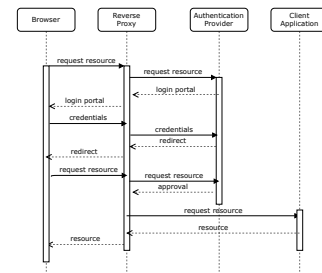 Browser
Reverse
Proxy
Authentication
Provider
Client
Application
request resource
request resource
login portal
login portal
credentials
credentials
redirect
redirect
request resource
request resource
approval
request resource
resource
resource